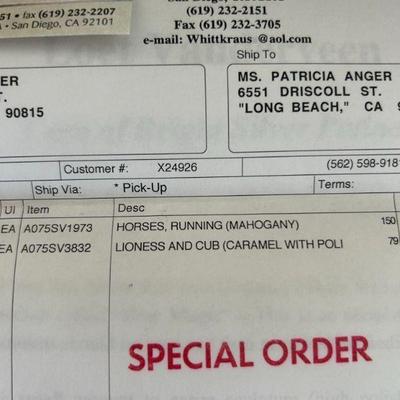 51 • fax (619) 232-2207
A • San Diego, CA 92101
(619) 232-2151
Fax (619) 232-3705
e-mail: Whittkraus @aol.com
Ship To
ER
T.
90815
MS. PATRICIA ANGER
6551 DRISCOLL ST.
"LONG BEACH," CA 9
Customer #: X24926 (562) 598-9181
Ship Via: * Pick-Up Terms:
UI Item Desc
EA A075SV1973 HORSES, RUNNING (MAHOGANY) 150
EA A075SV3832 LIONESS AND CUB (CARAMEL WITH POLI 79
SPECIAL ORDER